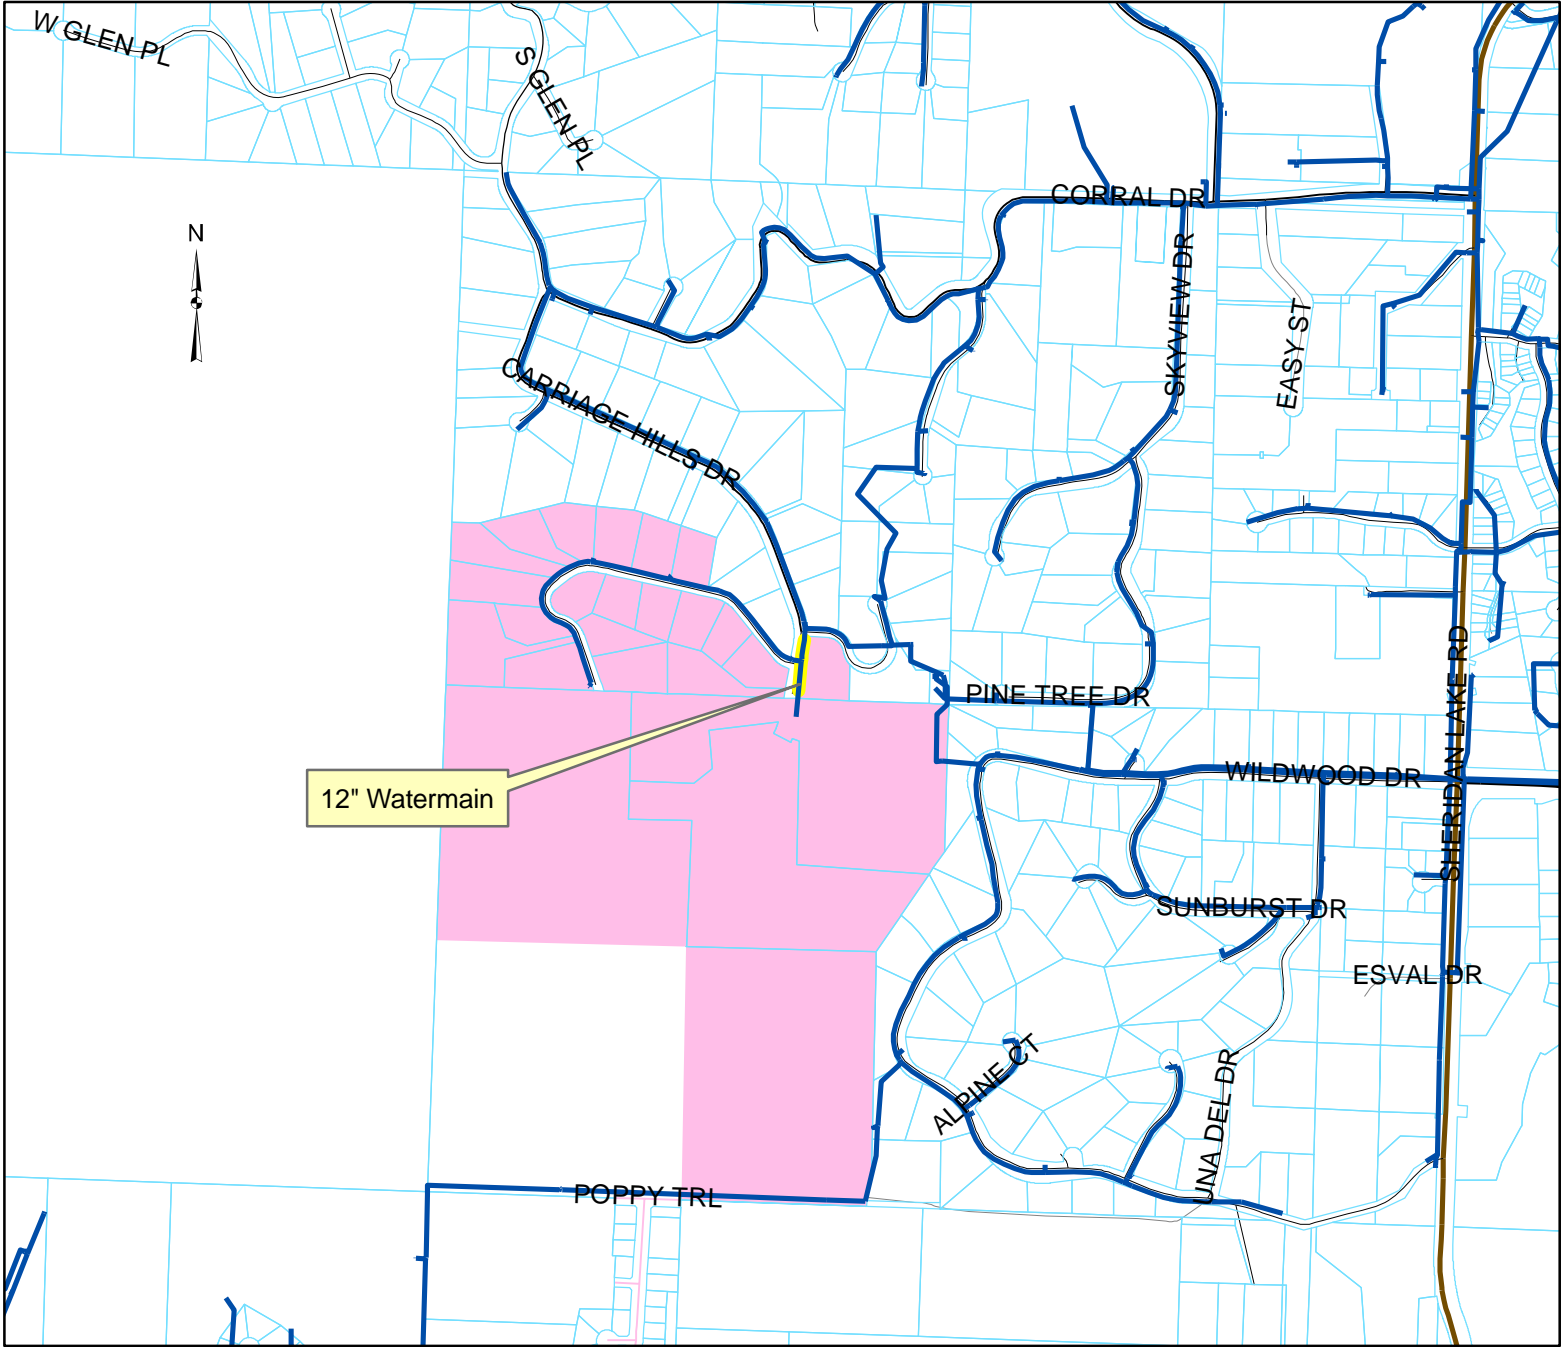 W GLEN PL
S GLEN PL
N
CORRAL DR
SKYVIEW DR
EASY ST
CARRIAGE HILLS DR
PINE TREE DR
SHERIDAN LAKE RD
WILDWOOD DR
12" Watermain
SUNBURST DR
ESVAL DR
ALPINE CT
UNA DEL DR
POPPY TRL